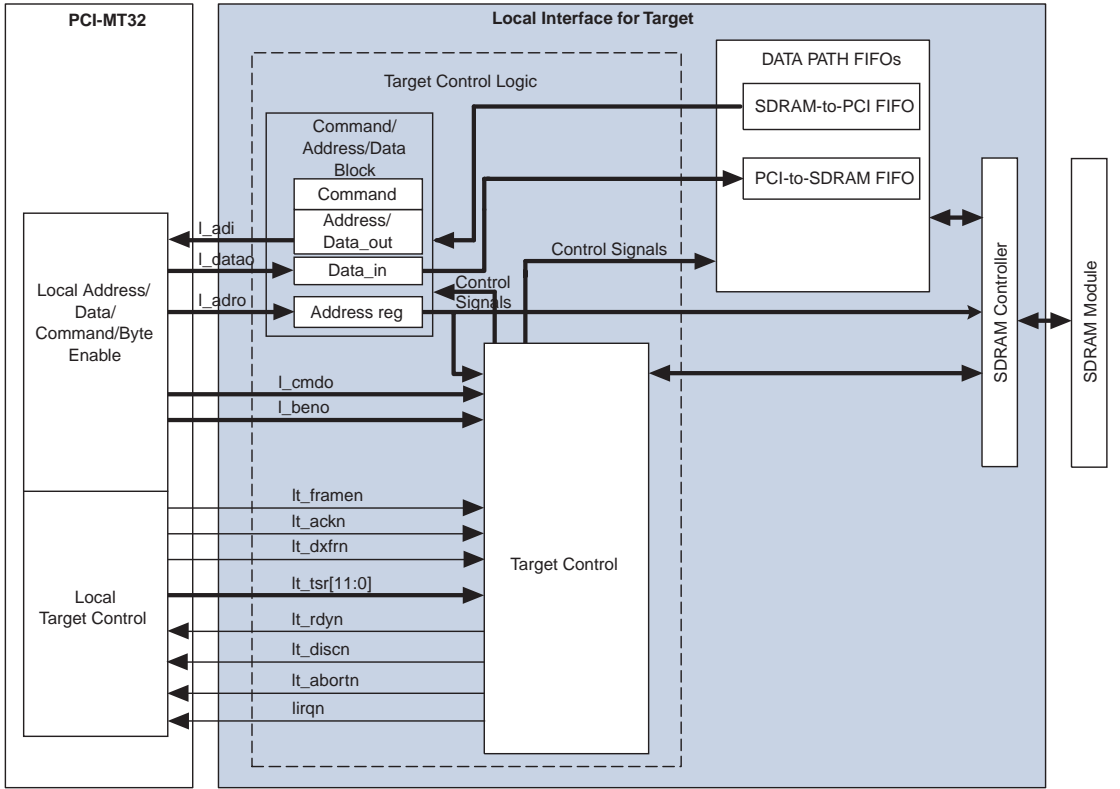 PCI-MT32
Local Interface for Target
DATA PATH FIFOs
Target Control Logic
SDRAM-to-PCI FIFO
Command/
Address/Data
Block
PCI-to-SDRAM FIFO
Command
Address/
Data_out
l_adi
Control Signals
l_datao
Data_in
Control
Signals
l_adro
Address reg
Local Address/
Data/
Command/Byte
Enable
SDRAM Controller
SDRAM Module
l_cmdo
l_beno
lt_framen
lt_ackn
lt_dxfrn
Target Control
lt_tsr[11:0]
Local
Target Control
lt_rdyn
lt_discn
lt_abortn
lirqn